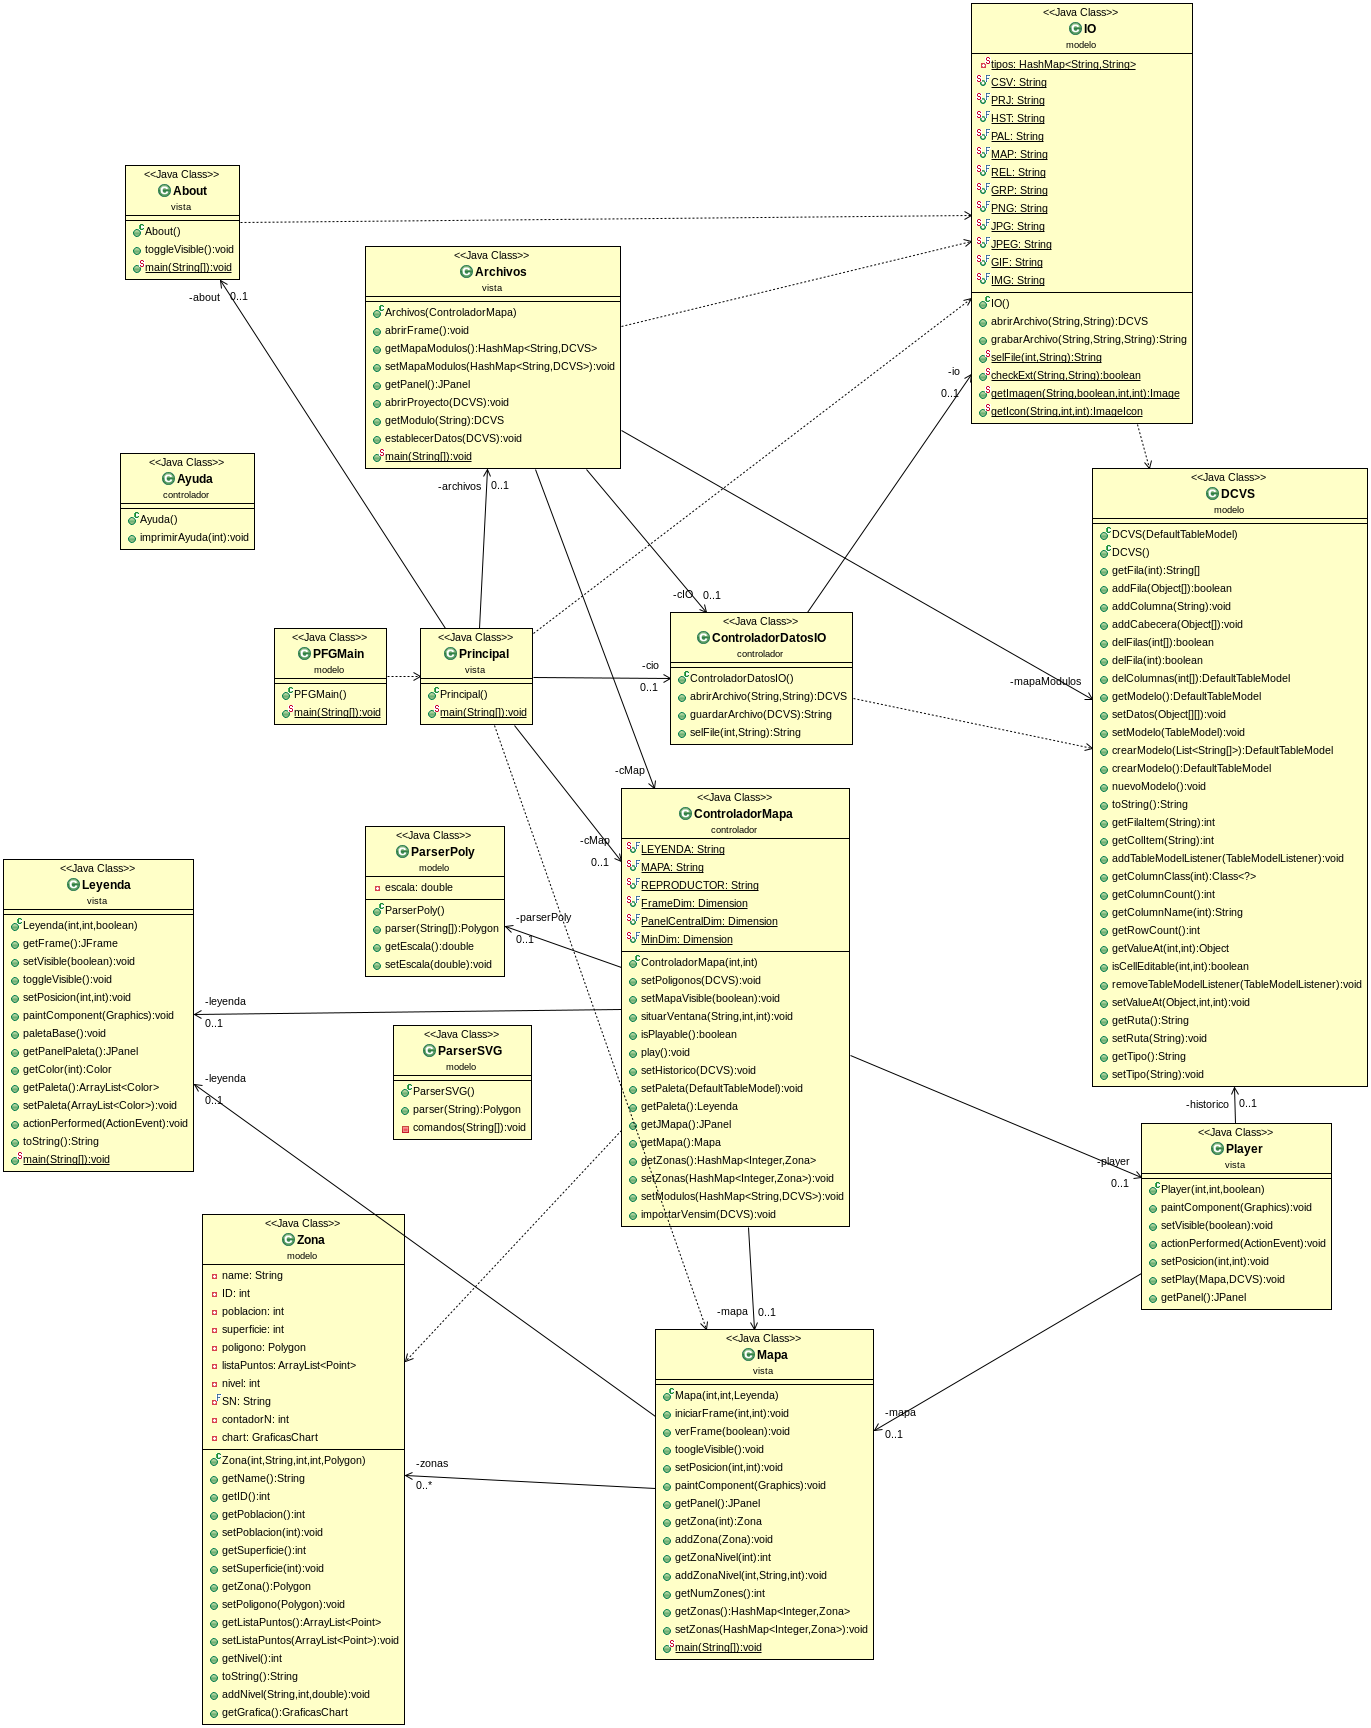 <<Java Class>>
IO
modelo
tipos: HashMap<String,String>
CSV: String
PRJ: String
HST: String
PAL: String
MAP: String
REL: String
GRP: String
PNG: String
JPG: String
JPEG: String
GIF: String
IMG: String
IO()
abrirArchivo(String,String):DCVS
grabarArchivo(String,String,String):String
selFile(int,String):String
checkExt(String,String):boolean
getImagen(String,boolean,int,int):Image
getIcon(String,int,int):ImageIcon
<<Java Class>>
About
vista
About()
toggleVisible():void
main(String[]):void
-about
0..1
<<Java Class>>
Archivos
vista
Archivos(ControladorMapa)
abrirFrame():void
getMapaModulos():HashMap<String,DCVS>
setMapaModulos(HashMap<String,DCVS>):void
getPanel():JPanel
abrirProyecto(DCVS):void
getModulo(String):DCVS
establecerDatos(DCVS):void
main(String[]):void
-archivos
0..1
-io
0..1
<<Java Class>>
Ayuda
controlador
Ayuda()
imprimirAyuda(int):void
<<Java Class>>
DCVS
modelo
DCVS(DefaultTableModel)
DCVS()
getFila(int):String[]
addFila(Object[]):boolean
addColumna(String):void
addCabecera(Object[]):void
delFilas(int[]):boolean
delFila(int):boolean
delColumnas(int[]):DefaultTableModel
getModelo():DefaultTableModel
setDatos(Object[][]):void
setModelo(TableModel):void
crearModelo(List<String[]>):DefaultTableModel
crearModelo():DefaultTableModel
nuevoModelo():void
toString():String
getFilaItem(String):int
getColItem(String):int
addTableModelListener(TableModelListener):void
getColumnClass(int):Class<?>
getColumnCount():int
getColumnName(int):String
getRowCount():int
getValueAt(int,int):Object
isCellEditable(int,int):boolean
removeTableModelListener(TableModelListener):void
setValueAt(Object,int,int):void
getRuta():String
setRuta(String):void
getTipo():String
setTipo(String):void
-cIO
0..1
<<Java Class>>
PFGMain
modelo
PFGMain()
main(String[]):void
<<Java Class>>
Principal
vista
Principal()
main(String[]):void
-cio
0..1
<<Java Class>>
ControladorDatosIO
controlador
ControladorDatosIO()
abrirArchivo(String,String):DCVS
guardarArchivo(DCVS):String
selFile(int,String):String
-mapaModulos
-cMap
-cMap
0..1
<<Java Class>>
ControladorMapa
controlador
LEYENDA: String
MAPA: String
REPRODUCTOR: String
FrameDim: Dimension
PanelCentralDim: Dimension
MinDim: Dimension
ControladorMapa(int,int)
setPoligonos(DCVS):void
setMapaVisible(boolean):void
situarVentana(String,int,int):void
isPlayable():boolean
play():void
setHistorico(DCVS):void
setPaleta(DefaultTableModel):void
getPaleta():Leyenda
getJMapa():JPanel
getMapa():Mapa
getZonas():HashMap<Integer,Zona>
setZonas(HashMap<Integer,Zona>):void
setModulos(HashMap<String,DCVS>):void
importarVensim(DCVS):void
<<Java Class>>
ParserPoly
modelo
escala: double
ParserPoly()
parser(String[]):Polygon
getEscala():double
setEscala(double):void
-parserPoly
0..1
<<Java Class>>
Leyenda
vista
Leyenda(int,int,boolean)
getFrame():JFrame
setVisible(boolean):void
toggleVisible():void
setPosicion(int,int):void
paintComponent(Graphics):void
paletaBase():void
getPanelPaleta():JPanel
getColor(int):Color
getPaleta():ArrayList<Color>
setPaleta(ArrayList<Color>):void
actionPerformed(ActionEvent):void
toString():String
main(String[]):void
-leyenda
0..1
-leyenda
0..1
<<Java Class>>
ParserSVG
modelo
ParserSVG()
parser(String):Polygon
comandos(String[]):void
-historico
0..1
-player
0..1
<<Java Class>>
Player
vista
Player(int,int,boolean)
paintComponent(Graphics):void
setVisible(boolean):void
actionPerformed(ActionEvent):void
setPosicion(int,int):void
setPlay(Mapa,DCVS):void
getPanel():JPanel
<<Java Class>>
Zona
modelo
name: String
ID: int
poblacion: int
superficie: int
poligono: Polygon
listaPuntos: ArrayList<Point>
nivel: int
SN: String
contadorN: int
chart: GraficasChart
Zona(int,String,int,int,Polygon)
getName():String
getID():int
getPoblacion():int
setPoblacion(int):void
getSuperficie():int
setSuperficie(int):void
getZona():Polygon
setPoligono(Polygon):void
getListaPuntos():ArrayList<Point>
setListaPuntos(ArrayList<Point>):void
getNivel():int
toString():String
addNivel(String,int,double):void
getGrafica():GraficasChart
-zonas
0..*
-mapa
0..1
<<Java Class>>
Mapa
vista
Mapa(int,int,Leyenda)
iniciarFrame(int,int):void
verFrame(boolean):void
toogleVisible():void
setPosicion(int,int):void
paintComponent(Graphics):void
getPanel():JPanel
getZona(int):Zona
addZona(Zona):void
getZonaNivel(int):int
addZonaNivel(int,String,int):void
getNumZones():int
getZonas():HashMap<Integer,Zona>
setZonas(HashMap<Integer,Zona>):void
main(String[]):void
-mapa
0..1